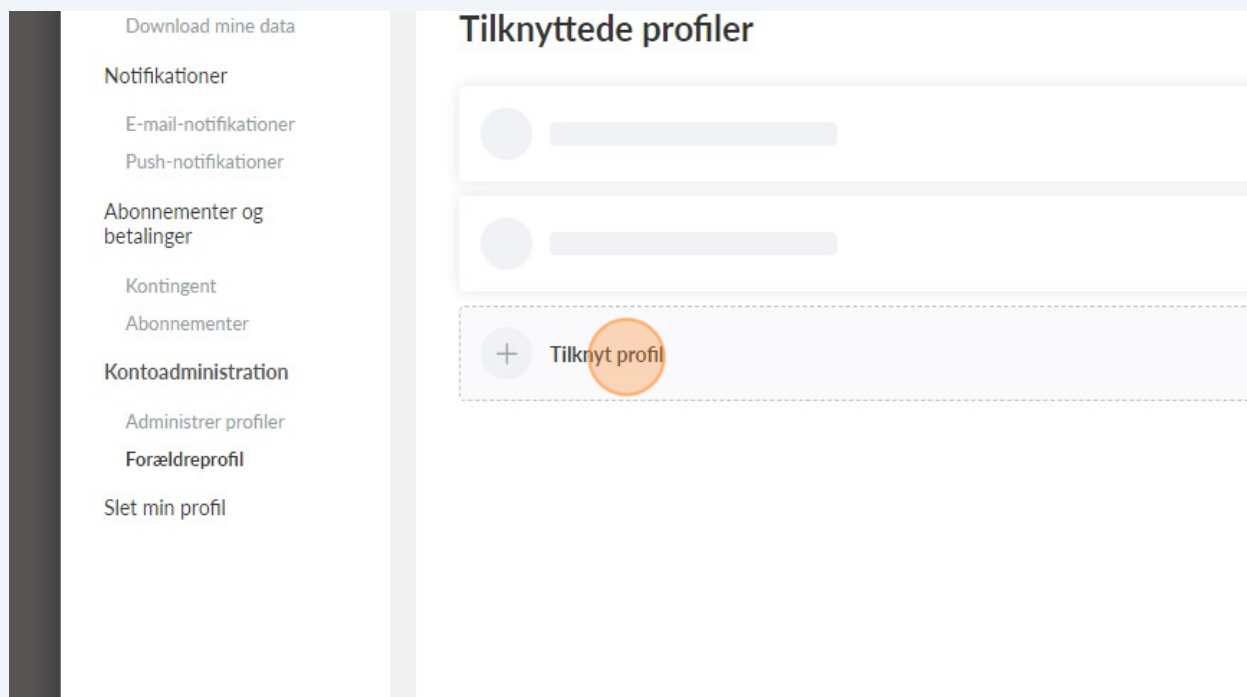 Download mine data
Notifikationer
E-mail-notifikationer
Push-notifikationer
Abonnementer og
betalinger
Kontingent
Abonnementer
Kontoadministration
Administrer profiler
Forældreprofil
Slet min profil
Tilknyttede profiler
Tilknyt profil